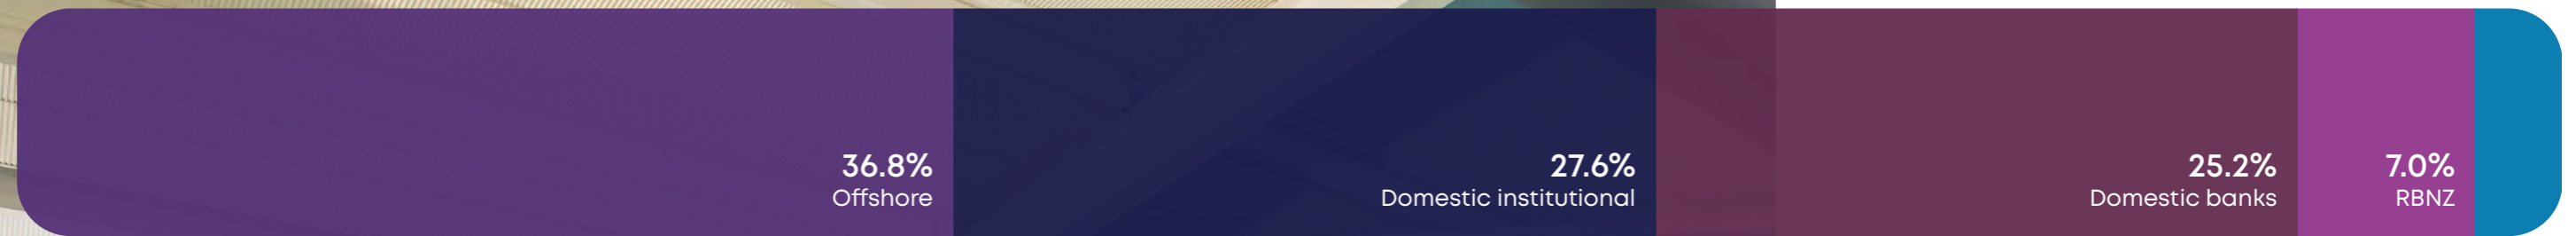 36.8%
Offshore
27.6%
Domestic institutional
25.2%
Domestic banks
7.0%
RBNZ